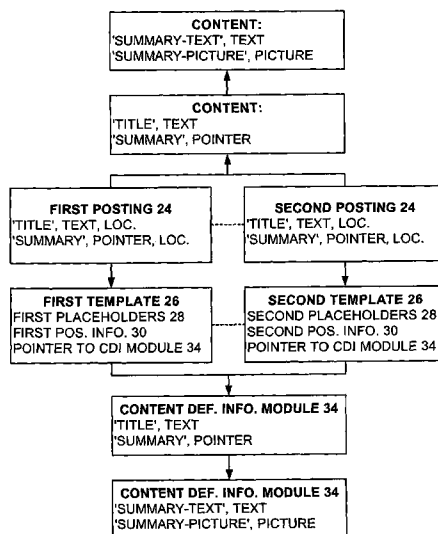 CONTENT:
'SUMMARY-TEXT', TEXT
'SUMMARY-PICTURE', PICTURE
CONTENT:
'TITLE', TEXT
'SUMMARY', POINTER
FIRST POSTING 24
'TITLE', TEXT, LOC.
'SUMMARY', POINTER, LOC.
SECOND POSTING 24
'TITLE', TEXT, LOC.
'SUMMARY', POINTER, LOC.
FIRST TEMPLATE 26
FIRST PLACEHOLDERS 28
FIRST POS. INFO. 30
POINTER TO CDI MODULE 34
SECOND TEMPLATE 26
SECOND PLACEHOLDERS 28
SECOND POS. INFO. 30
POINTER TO CDI MODULE 34
CONTENT DEF. INFO. MODULE 34
'TITLE', TEXT
'SUMMARY', POINTER
CONTENT DEF. INFO. MODULE 34
'SUMMARY-TEXT', TEXT
'SUMMARY-PICTURE', PICTURE